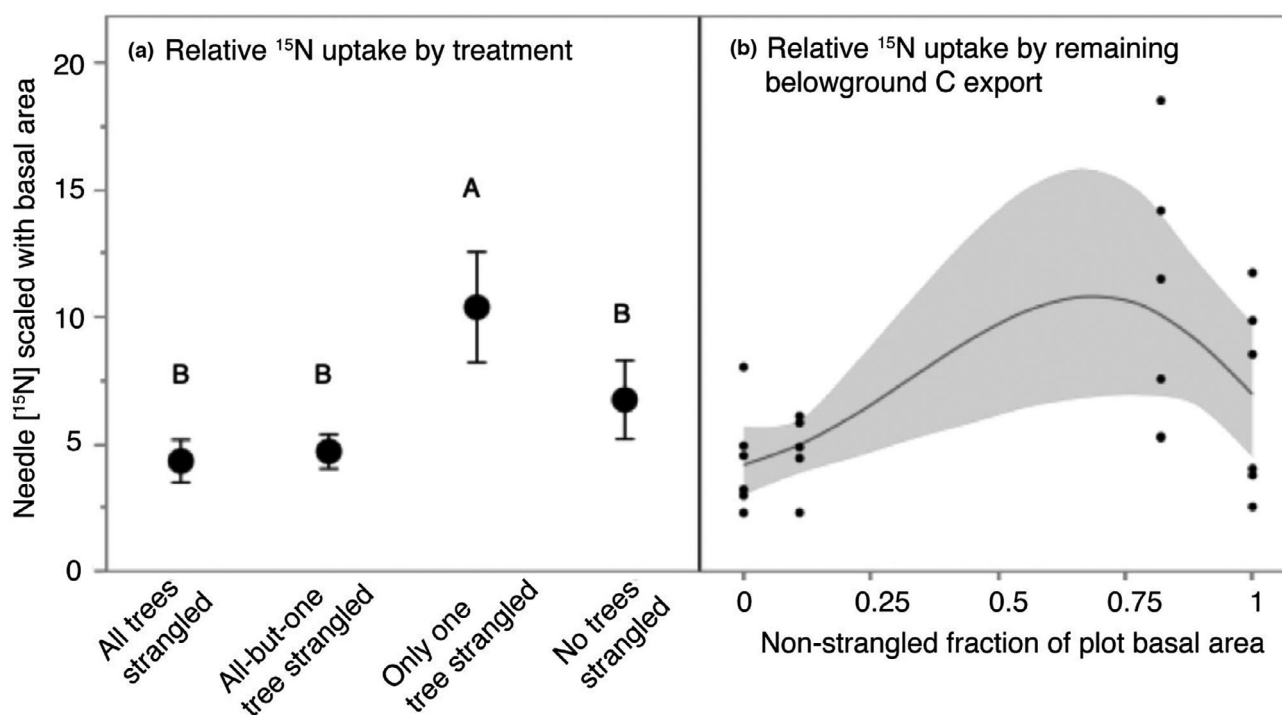 (a) Relative ¹⁵N uptake by treatment
Needle [¹⁵N] scaled with basal area
20
15
10
5
0
B
B
A
B
All trees
strangled
All-but-one
tree strangled
Only one
tree strangled
No trees
strangled
(b) Relative ¹⁵N uptake by remaining
belowground C export
0
0.25
0.5
0.75
1
Non-strangled fraction of plot basal area